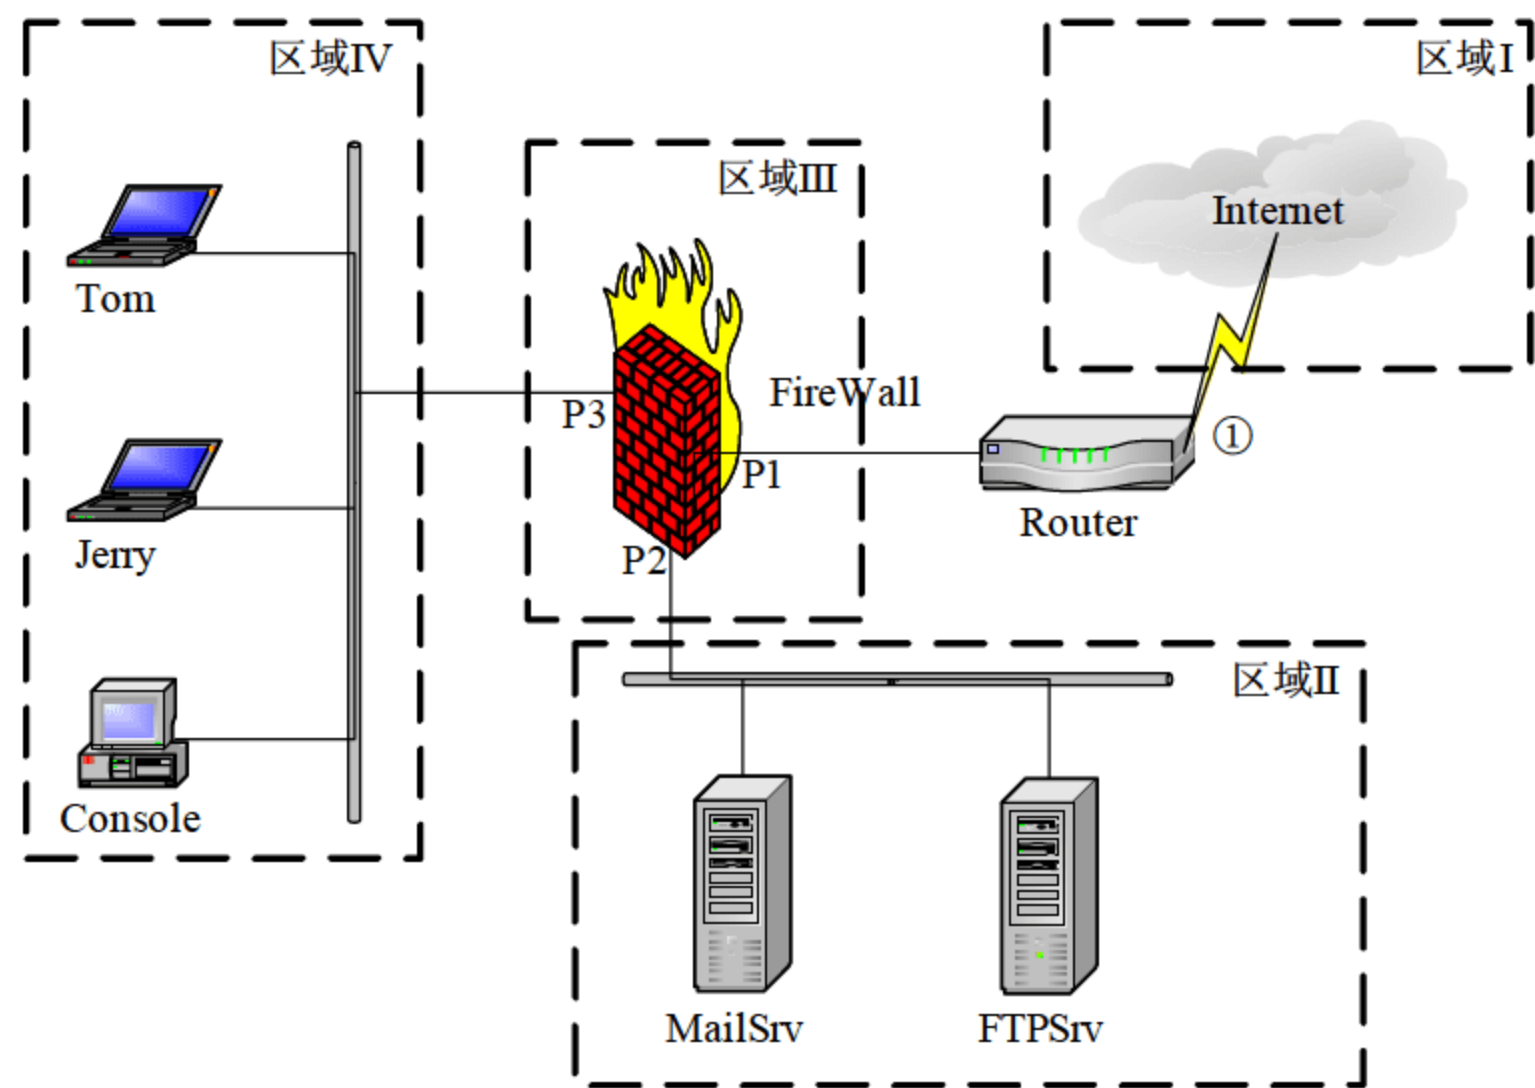 区域IV
区域I
区域III
Internet
Tom
FireWall
P3
①
P1
Router
Jerry
P2
区域II
Console
MailSrv
FTPSrv